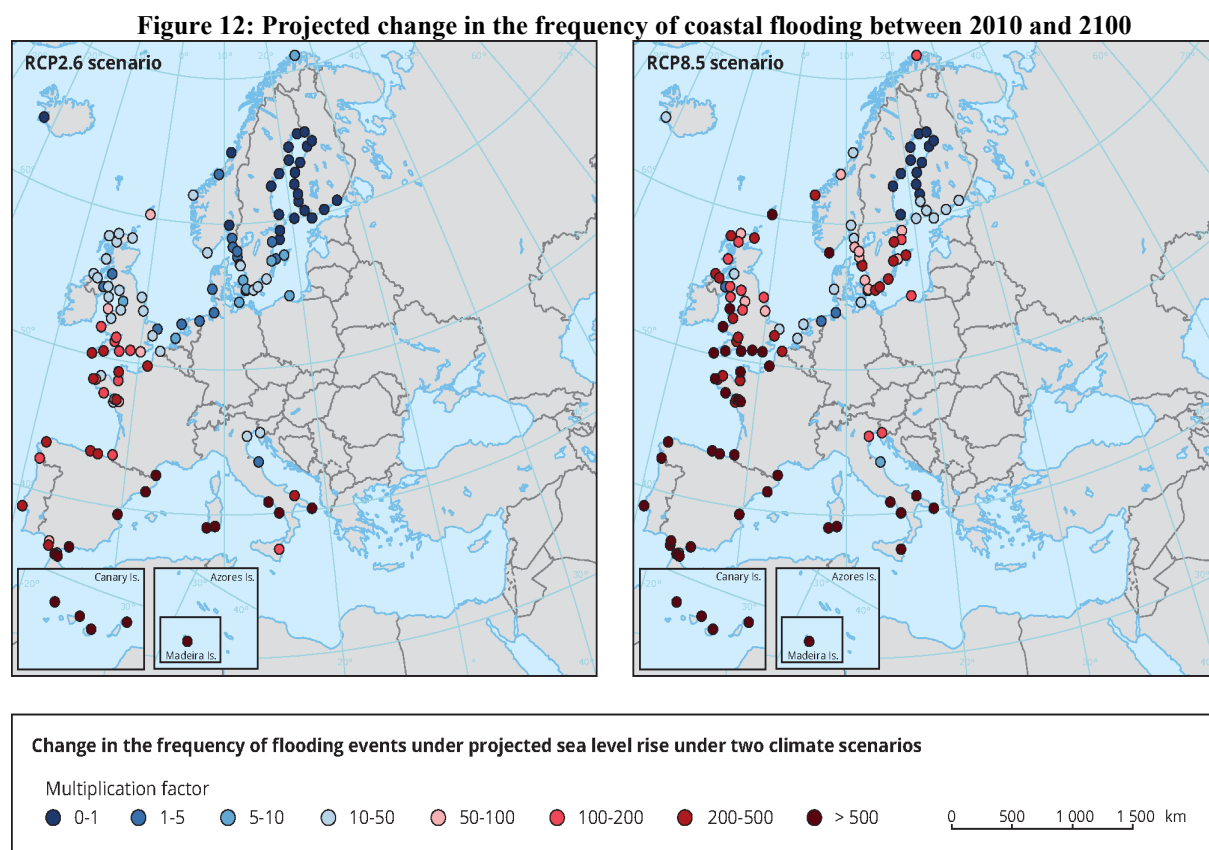 Figure 12: Projected change in the frequency of coastal flooding between 2010 and 2100
RCP2.6 scenario
Canary Is.
Azores Is.
Madeira Is.
RCP8.5 scenario
Canary Is.
Azores Is.
Madeira Is.
Change in the frequency of flooding events under projected sea level rise under two climate scenarios
Multiplication factor
0-1 1-5 5-10 10-50 50-100 100-200 200-500 > 500
0 500 1 000 1 500 km